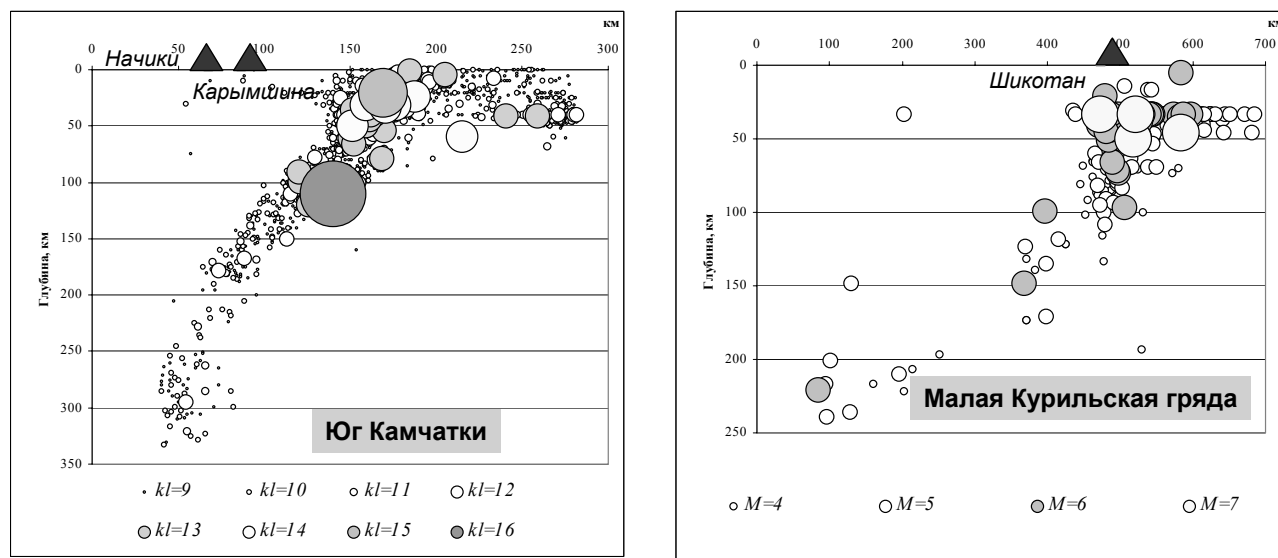 км
0 50 100 150 200 250 300
Начики
Карымшина
0
50
100
150
200
250
300
350
Глубина, км
Юг Камчатки
kl=9 kl=10 kl=11 kl=12
kl=13 kl=14 kl=15 kl=16
км
0 100 200 300 400 500 600 700
Шикотан
0
50
100
150
200
250
Глубина, км
Малая Курильская гряда
M=4 M=5 M=6 M=7